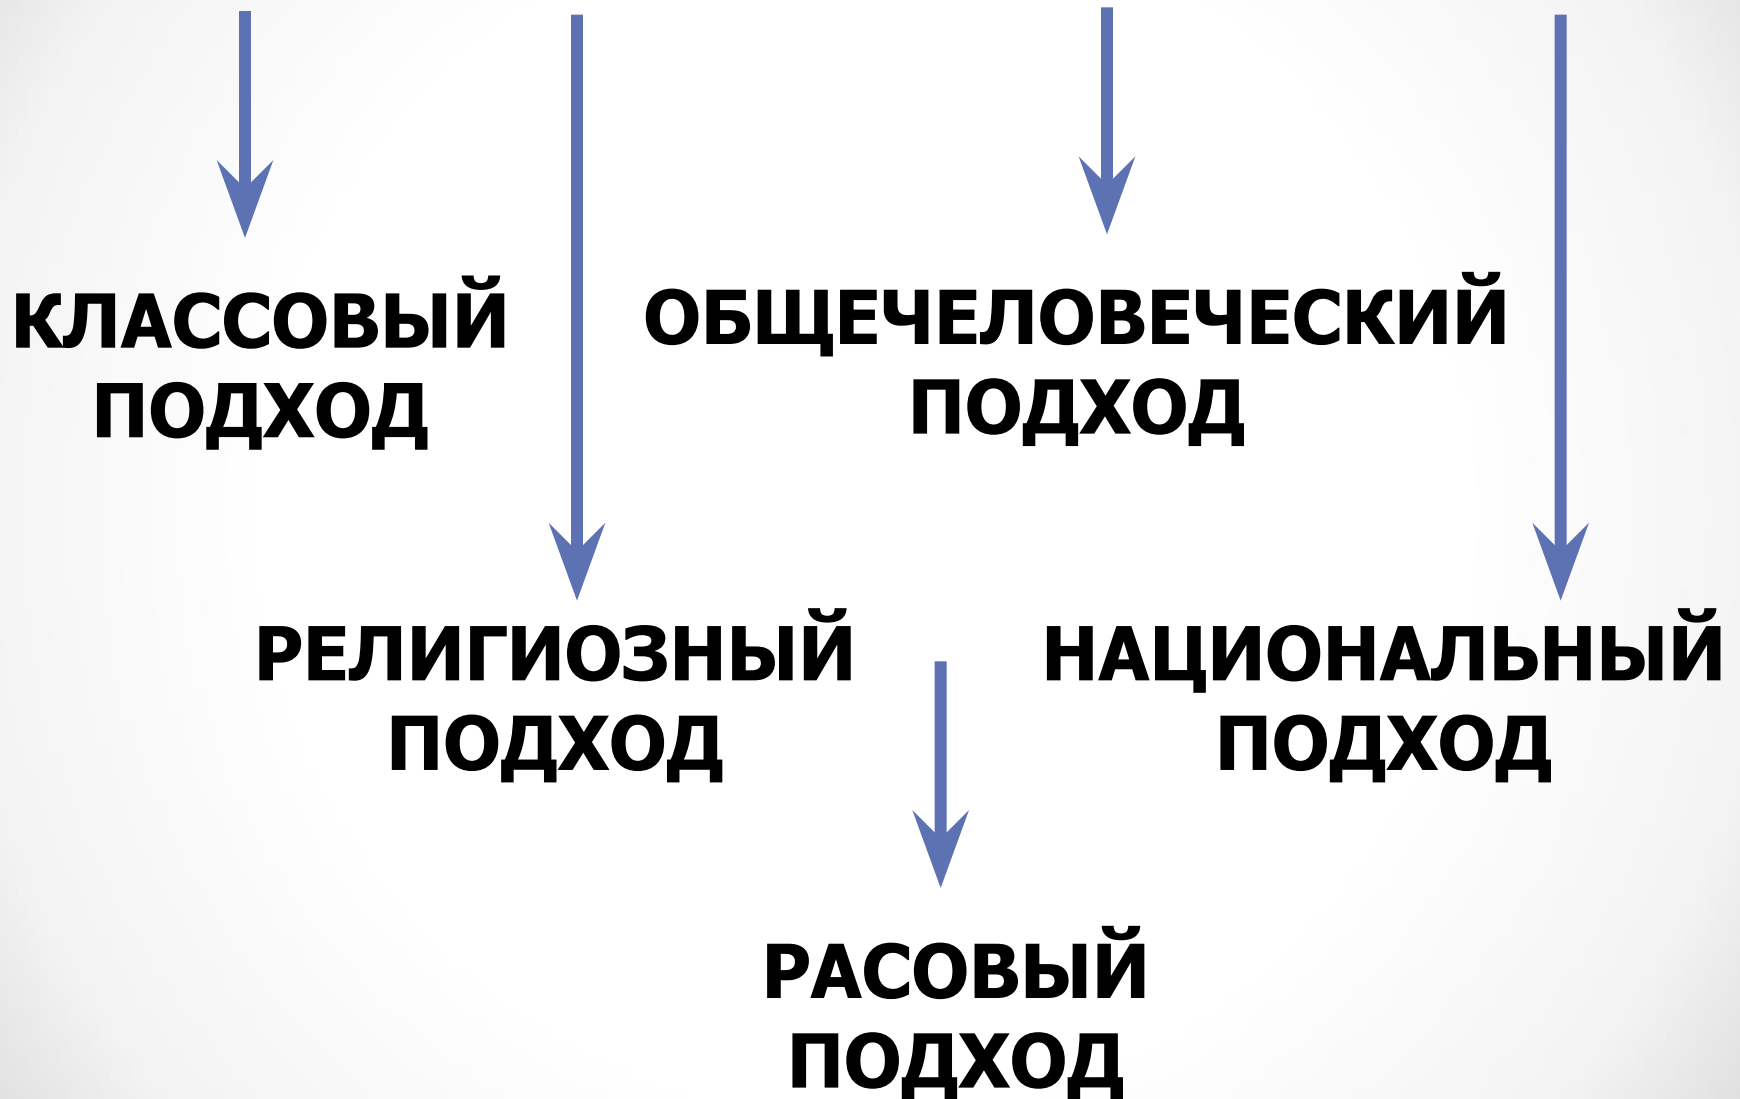 КЛАССОВЫЙ
ПОДХОД
ОБЩЕЧЕЛОВЕЧЕСКИЙ
ПОДХОД
РЕЛИГИОЗНЫЙ
ПОДХОД
НАЦИОНАЛЬНЫЙ
ПОДХОД
РАСОВЫЙ
ПОДХОД